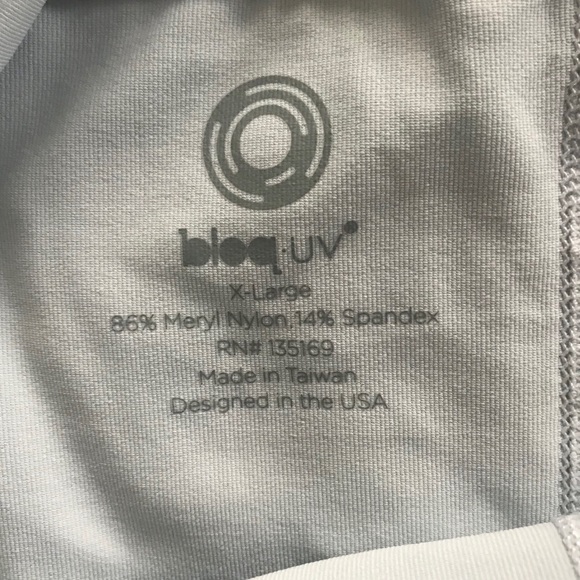 bloq·UV
X-Large
86% Meryl Nylon, 14% Spandex
RN# 135169
Made in Taiwan
Designed in the USA